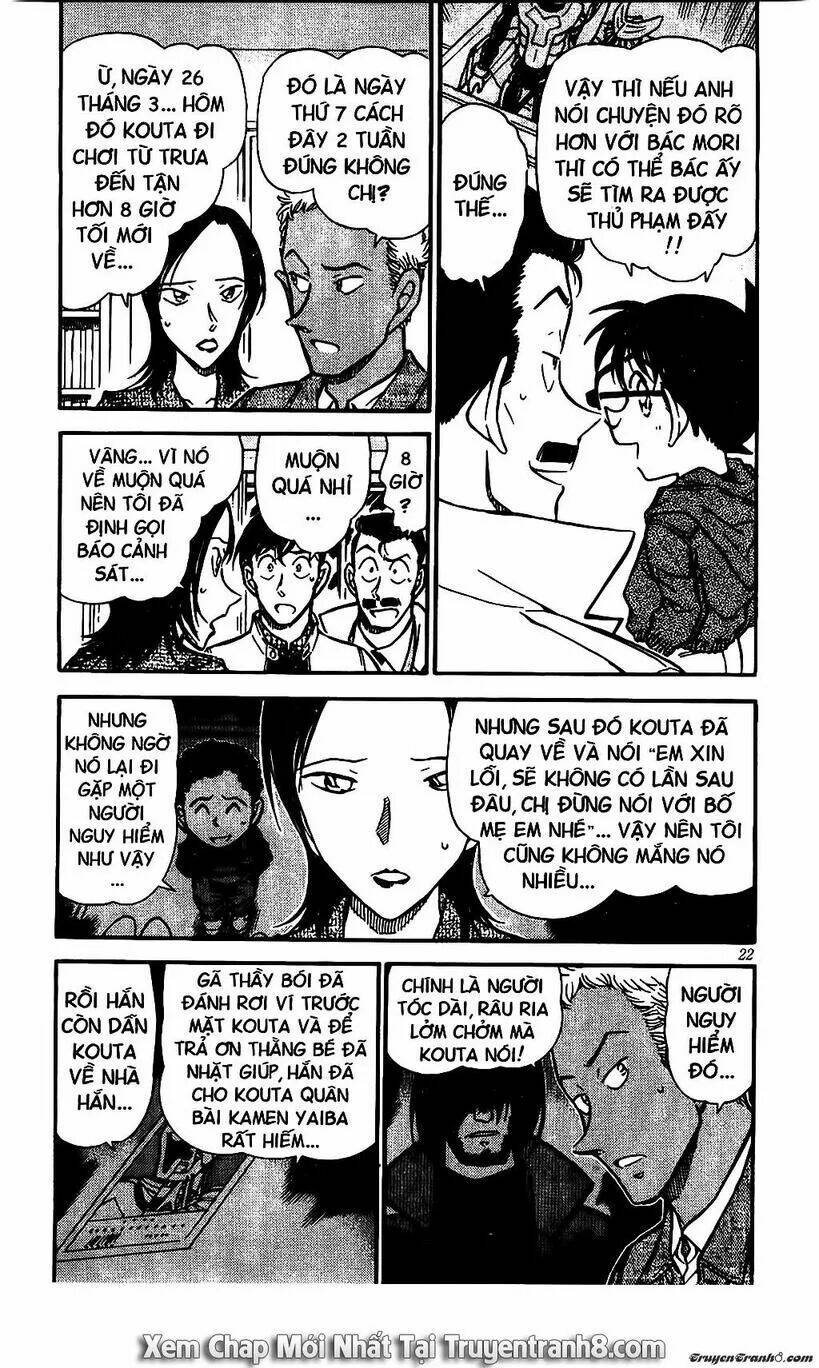 VẬY THÌ NẾU ANH
NÓI CHUYỆN ĐÓ RÕ
HƠN VỚI BÁC MORI
THÌ CÓ THỂ BÁC ẤY
SẼ TÌM RA ĐƯỢC
THỦ PHẠM ĐẤY
!!
ĐÚNG
THẾ...
ĐÓ LÀ NGÀY
THỨ 7 CÁCH
ĐÂY 2 TUẦN
ĐÚNG KHÔNG
CHỊ?
Ừ, NGÀY 26
THÁNG 3... HÔM
ĐÓ KOUTA ĐI
CHƠI TỪ TRƯA
ĐẾN TẬN
HƠN 8 GIỜ
TỐI MỚI
VỀ...
8
GIỜ
?
MUỘN
QUÁ NHỈ
...
VÂNG... VÌ NÓ
VỀ MUỘN QUÁ
NÊN TÔI ĐÃ
ĐỊNH GỌI
BÁO CẢNH
SÁT...
NHƯNG SAU ĐÓ KOUTA ĐÃ
QUAY VỀ VÀ NÓI "EM XIN
LỖI, SẼ KHÔNG CÓ LẦN SAU
ĐÂU, CHỊ ĐỪNG NÓI VỚI BỐ
MẸ EM NHÉ"... VẬY NÊN TÔI
CŨNG KHÔNG MẮNG NÓ
NHIỀU...
NHƯNG
KHÔNG NGỜ
NÓ LẠI ĐI
GẶP MỘT
NGƯỜI
NGUY HIỂM
NHƯ VẬY
...
22
NGƯỜI
NGUY
HIỂM
ĐÓ...
CHÍNH LÀ NGƯỜI
TÓC DÀI, RÂU RIA
LỞM CHỞM MÀ
KOUTA NÓI!
GÃ THẦY BÓI ĐÃ
ĐÁNH RƠI VÍ TRƯỚC
MẶT KOUTA VÀ ĐỂ
TRẢ ƠN THẰNG BÉ ĐÃ
NHẶT GIÚP, HẮN ĐÃ
CHO KOUTA QUÂN
BÀI KAMEN YAIBA
RẤT HIẾM...
RỒI HẮN
CÒN DẪN
KOUTA
VỀ NHÀ
HẮN...
Xem Chap Mới Nhất Tại Truyentranh8.com
TruyenTranh8.com